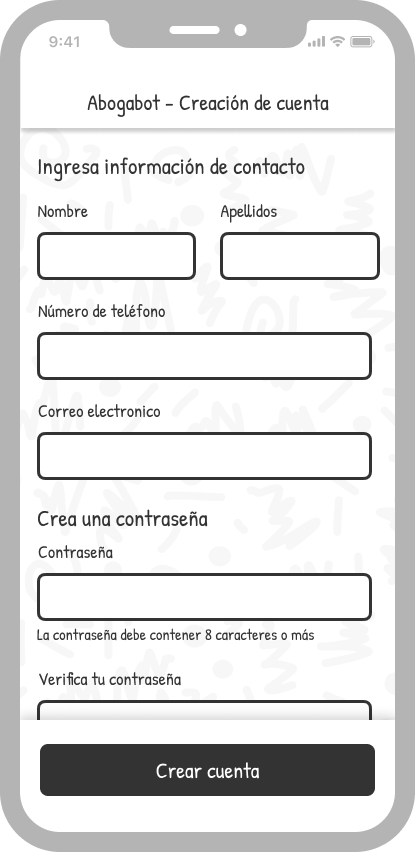 9:41
Abogabot - Creación de cuenta
Ingresa información de contacto
Nombre Apellidos
Número de teléfono
Correo electronico
Crea una contraseña
Contraseña
La contraseña debe contener 8 caracteres o más
Verifica tu contraseña
Crear cuenta